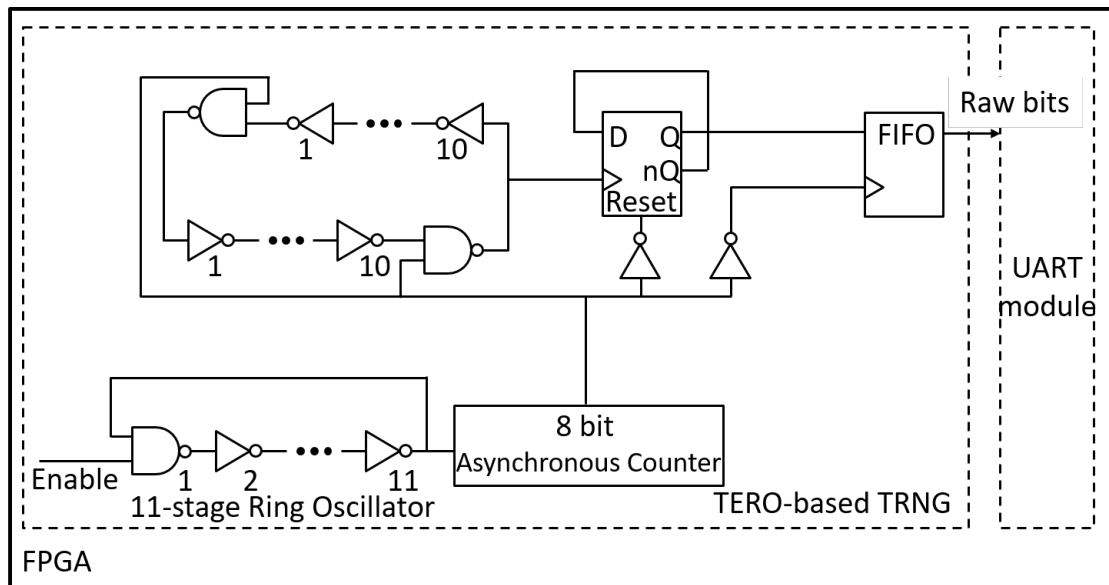 1
10
1
10
D
Q
nQ
Reset
FIFO
Raw bits
UART
module
Enable
1
2
11
11-stage Ring Oscillator
8 bit
Asynchronous Counter
TERO-based TRNG
FPGA